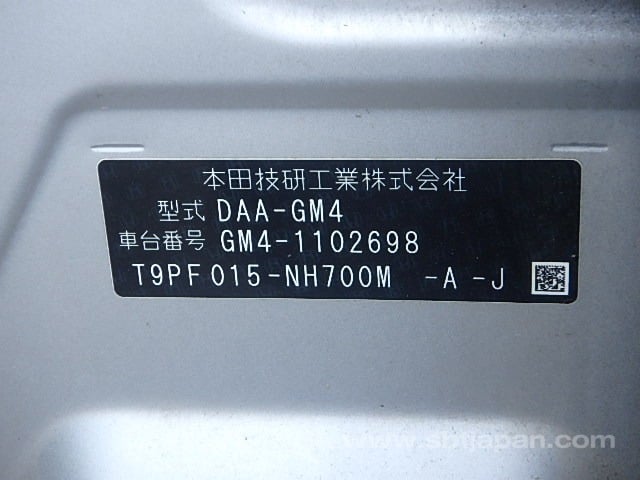 本田技研工業株式会社
型式 DAA-GM4
車台番号 GM4-1102698
T9PF015-NH700M -A -J
www.sbtjapan.com